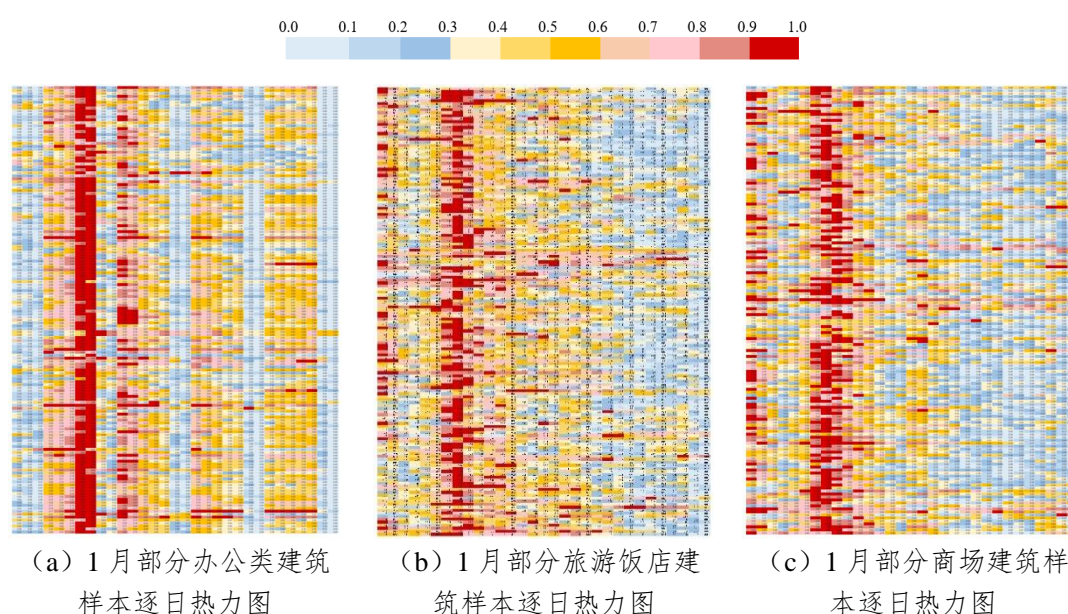 0.0 0.1 0.2 0.3 0.4 0.5 0.6 0.7 0.8 0.9 1.0
（a）1 月部分办公类建筑
样本逐日热力图
（b）1 月部分旅游饭店建
筑样本逐日热力图
（c）1 月部分商场建筑样
本逐日热力图